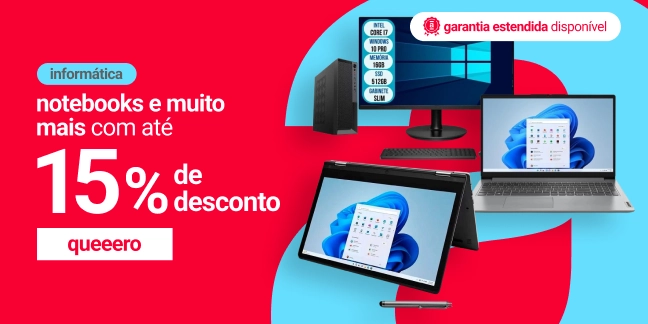 garantia estendida disponível
informática
notebooks e muito
mais com até
15% de
desconto
queeero
INTEL
CORE I7
WINDOWS
10 PRO
MEMÓRIA
16GB
SSD
512GB
GABINETE
SLIM